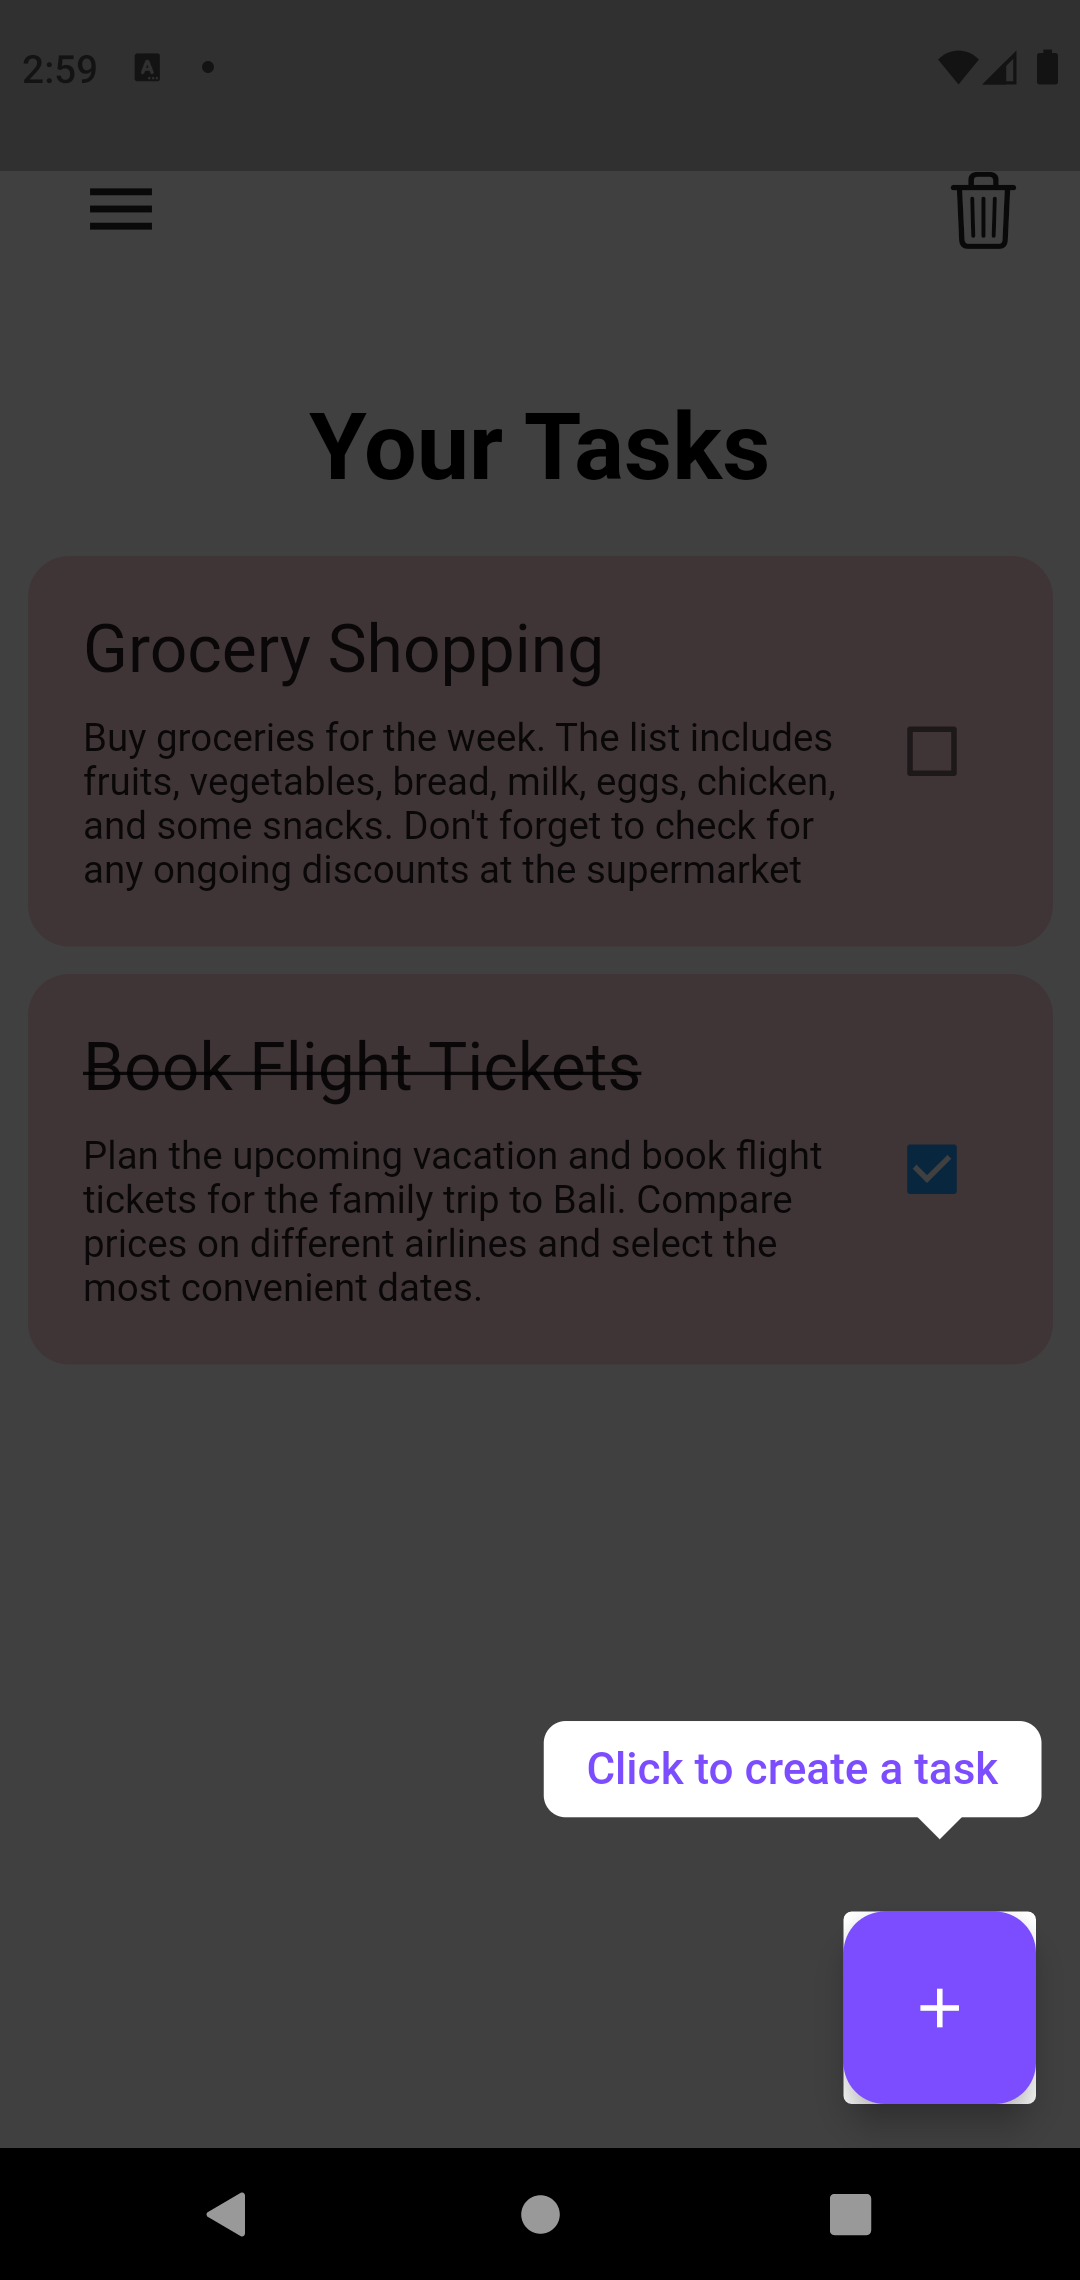 2:59
Your Tasks
Grocery Shopping
Buy groceries for the week. The list includes
fruits, vegetables, bread, milk, eggs, chicken,
and some snacks. Don't forget to check for
any ongoing discounts at the supermarket
Book Flight Tickets
Plan the upcoming vacation and book flight
tickets for the family trip to Bali. Compare
prices on different airlines and select the
most convenient dates.
Click to create a task